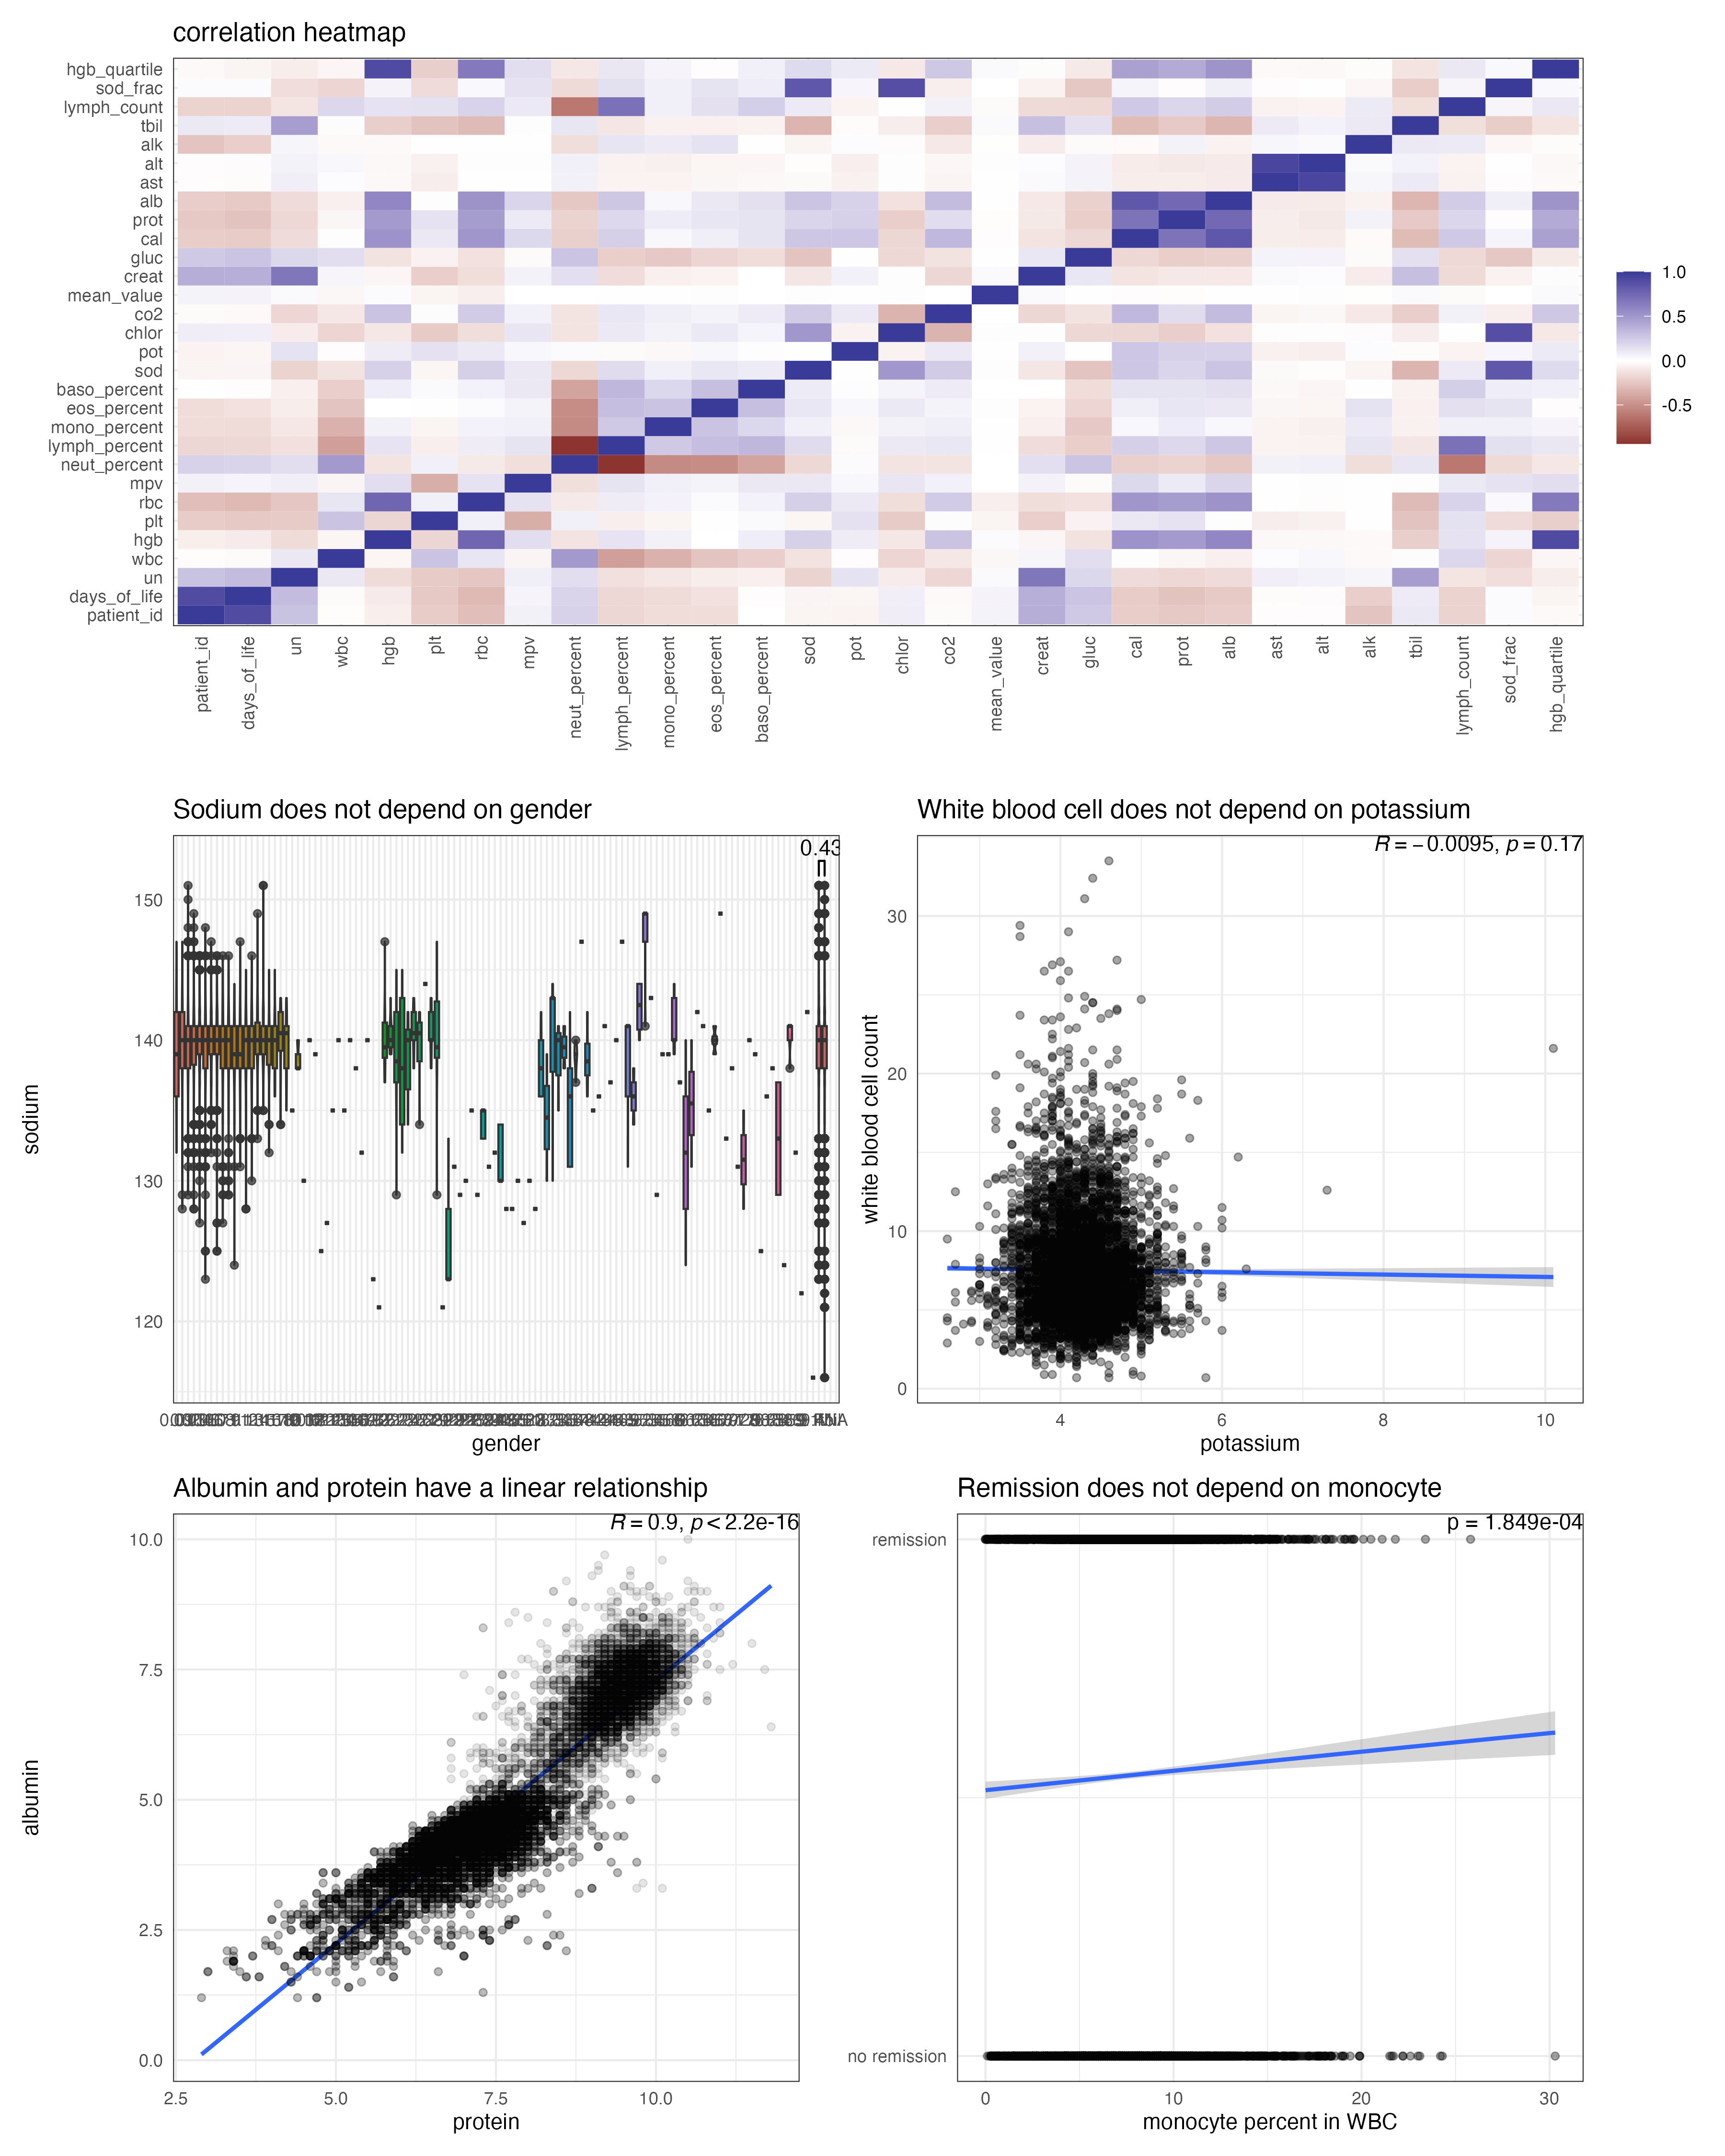 correlation heatmap
hgb_quartile
sod_frac
lymph_count
tbil
alk
alt
ast
alb
prot
cal
gluc
creat
mean_value
co2
chlor
pot
sod
baso_percent
eos_percent
mono_percent
lymph_percent
neut_percent
mpv
rbc
plt
hgb
wbc
un
days_of_life
patient_id
1.0
0.5
0.0
-0.5
patient_id
days_of_life
un
wbc
hgb
plt
rbc
mpv
neut_percent
lymph_percent
mono_percent
eos_percent
baso_percent
sod
pot
chlor
co2
mean_value
creat
gluc
cal
prot
alb
ast
alt
alk
tbil
lymph_count
sod_frac
hgb_quartile
Sodium does not depend on gender
0.43
150
140
130
120
sodium
gender
White blood cell does not depend on potassium
R = −0.0095, p = 0.17
30
20
10
0
white blood cell count
4 6 8 10
potassium
Albumin and protein have a linear relationship
R = 0.9, p < 2.2e-16
10.0
7.5
5.0
2.5
0.0
albumin
2.5 5.0 7.5 10.0
protein
Remission does not depend on monocyte
p = 1.849e-04
remission
no remission
0 10 20 30
monocyte percent in WBC